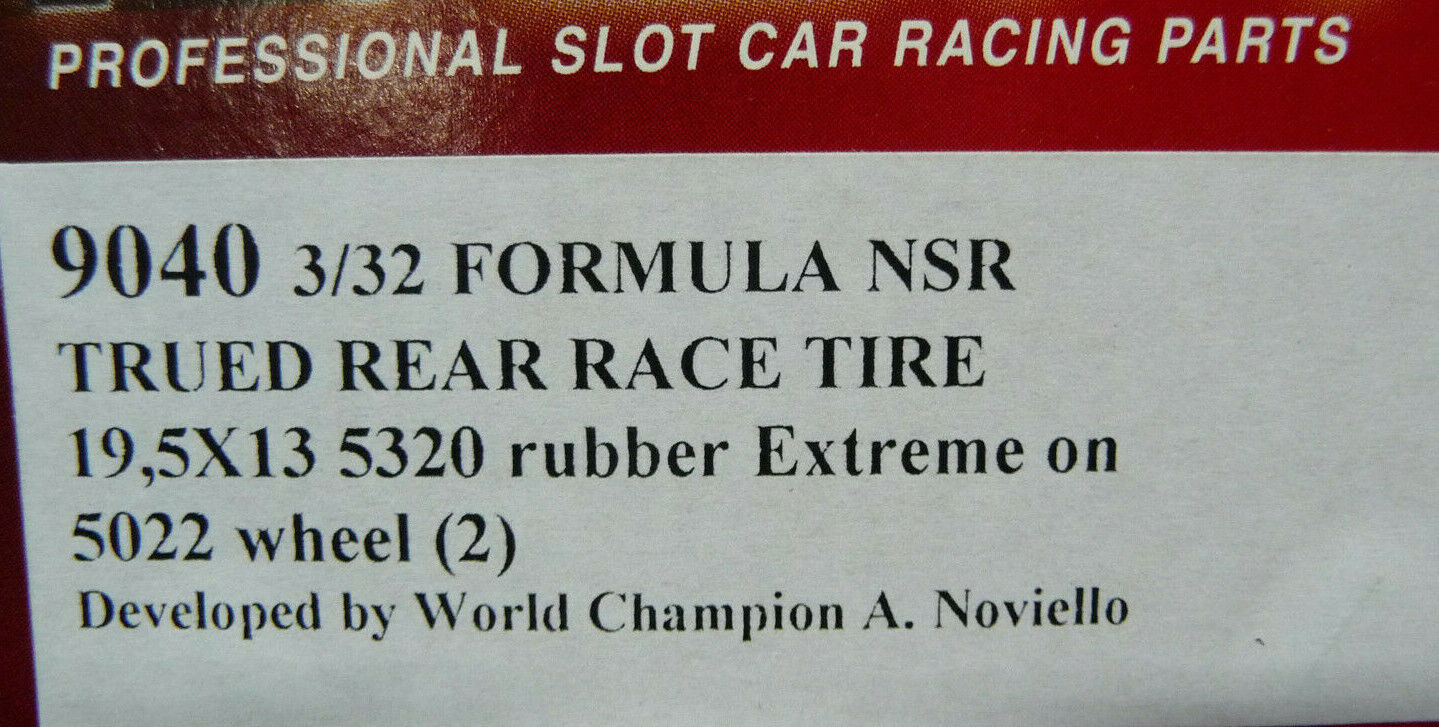 PROFESSIONAL SLOT CAR RACING PARTS
9040 3/32 FORMULA NSR
TRUED REAR RACE TIRE
19,5X13 5320 rubber Extreme on
5022 wheel (2)
Developed by World Champion A. Noviello